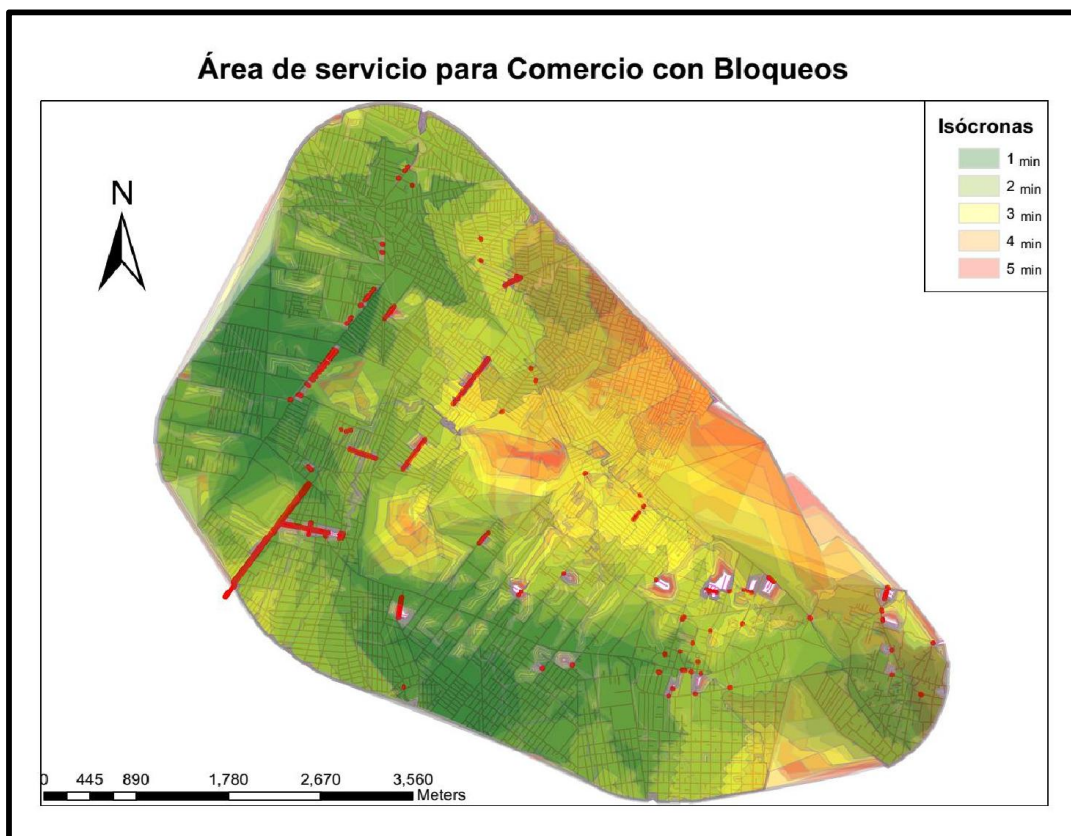 Área de servicio para Comercio con Bloqueos
Isócronas
1 min
2 min
3 min
4 min
5 min
N
0 445 890 1,780 2,670 3,560
Meters